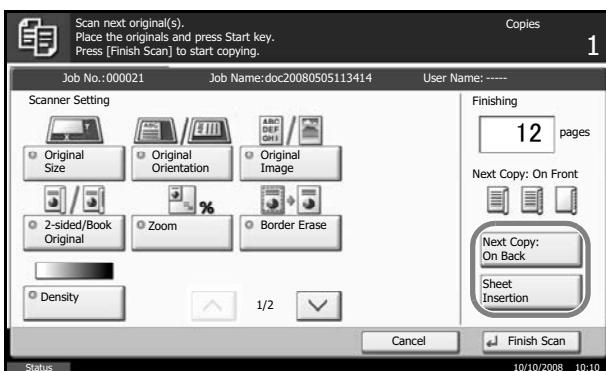 Scan next original(s).
Place the originals and press Start key.
Press [Finish Scan] to start copying.
Copies
1
Job No.:000021 Job Name:doc20080505113414 User Name: -----
Scanner Setting
Finishing
12 pages
Original
Size
Original
Orientation
ABC
DEF
GHI
Original
Image
Next Copy: On Front
2-sided/Book
Original
%
Zoom
Border Erase
Next Copy:
On Back
Sheet
Insertion
Density
1/2
Cancel
Finish Scan
Status
10/10/2008 10:10